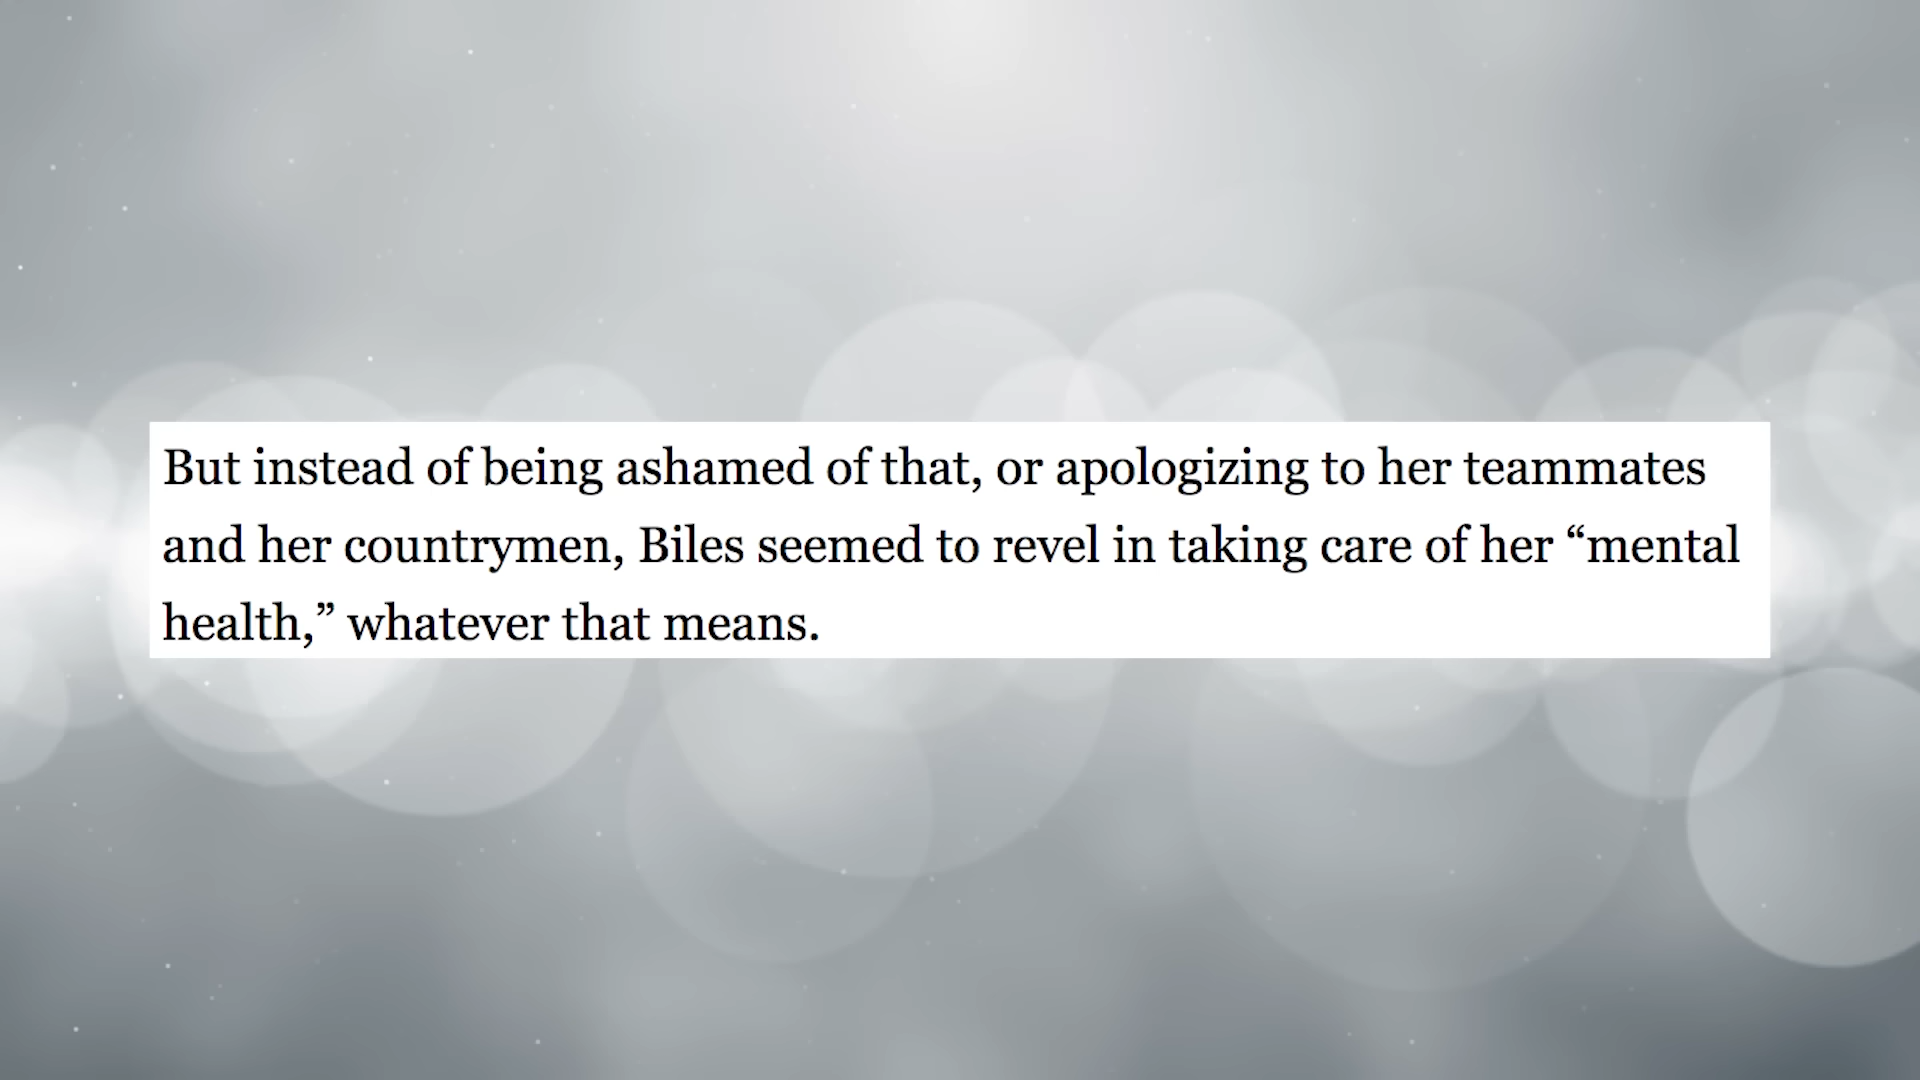 But instead of being ashamed of that, or apologizing to her teammates
and her countrymen, Biles seemed to revel in taking care of her “mental
health,” whatever that means.